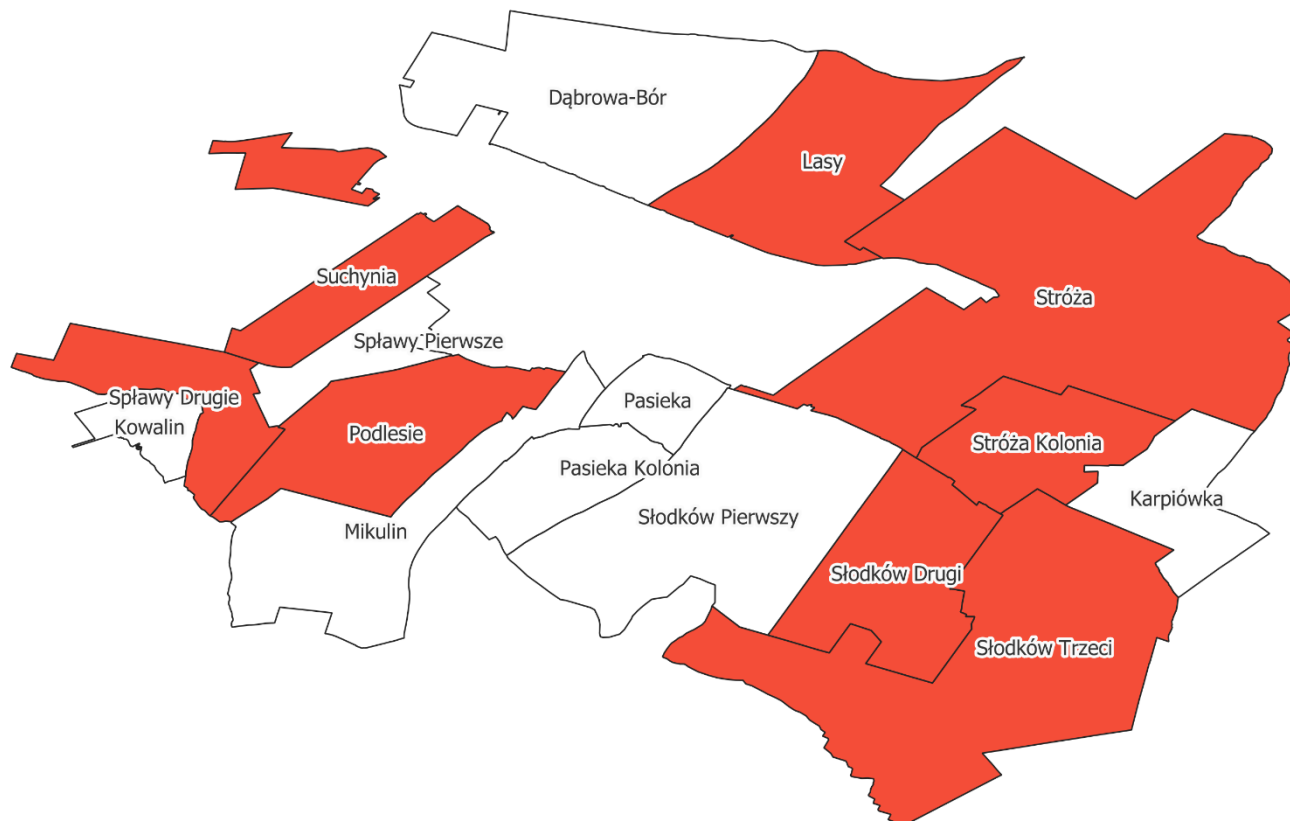 Dąbrowa-Bór
Lasy
Suchynia
Stróża
Spławy Pierwsze
Spławy Drugie
Pasieka
Kowalin
Podlesie
Stróża Kolonia
Pasieka Kolonia
Karpiówka
Słodków Pierwszy
Mikulin
Słodków Drugi
Słodków Trzeci